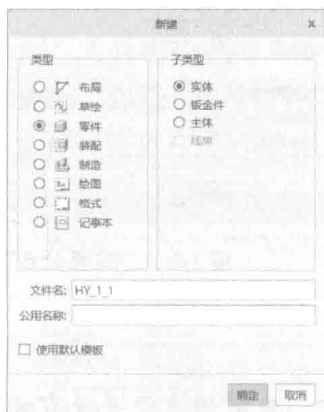 新建
类型
布局
草绘
零件
装配
制造
绘图
格式
记事本
子类型
实体
钣金件
主体
线束
文件名: HY_1_1
公用名称:
使用默认模板
确定 取消